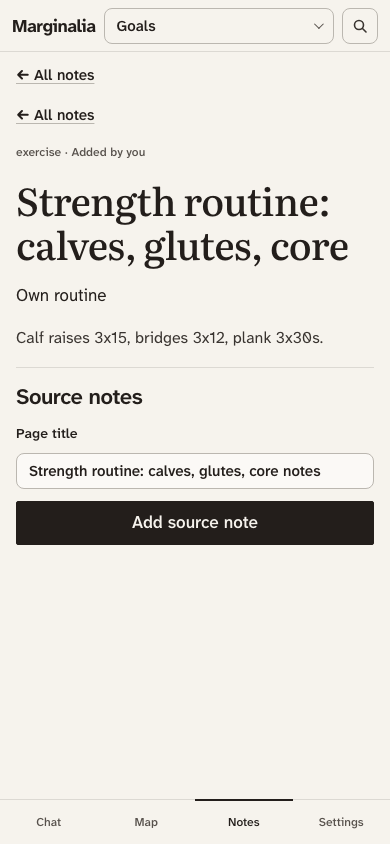 Marginalia
Goals
← All notes
← All notes
exercise · Added by you
Strength routine:
calves, glutes, core
Own routine
Calf raises 3x15, bridges 3x12, plank 3x30s.
Source notes
Page title
Strength routine: calves, glutes, core notes
Add source note
Chat Map Notes Settings